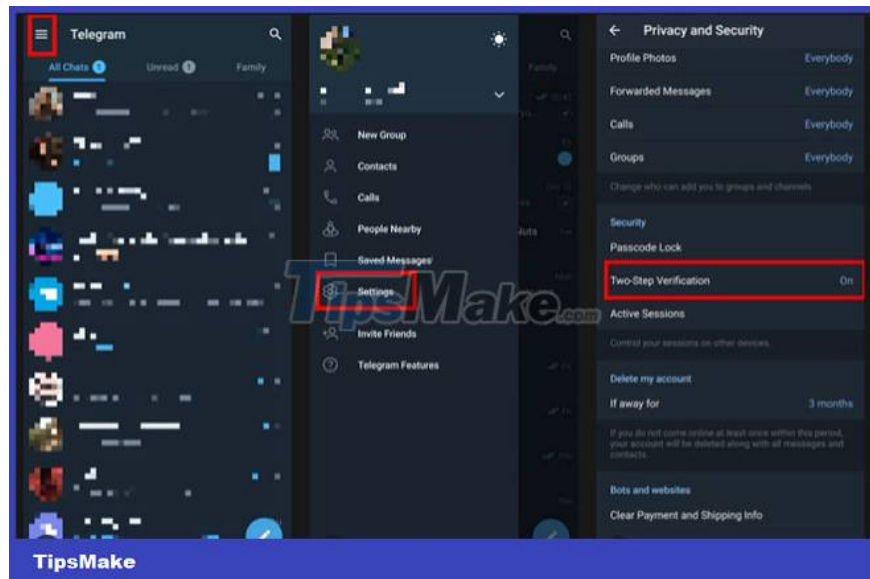 Telegram
All Chats 1 Unread 1 Family
New Group
Contacts
Calls
People Nearby
Saved Messages
Settings
Invite Friends
Telegram Features
Family
TipsMake.com
Privacy and Security
Profile Photos Everybody
Forwarded Messages Everybody
Calls Everybody
Groups Everybody
Change who can add you to groups and channels.
Security
Passcode Lock
Two-Step Verification On
Active Sessions
Control your sessions on other devices.
Delete my account
If away for 3 months
If you do not come online at least once within this period,
your account will be deleted along with all messages and
contacts.
Bots and websites
Clear Payment and Shipping Info
TipsMake